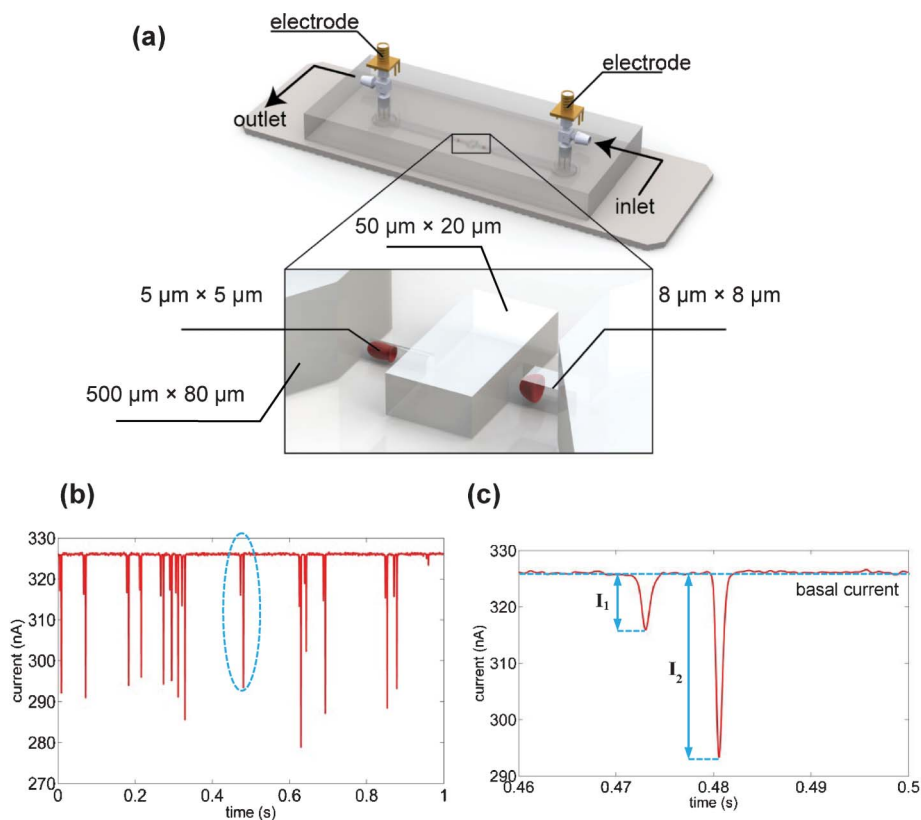 (a)
electrode
electrode
outlet
inlet
50 µm × 20 µm
5 µm × 5 µm
8 µm × 8 µm
500 µm × 80 µm
(b)
(c)
330
320
310
300
290
280
270
current (nA)
0
0.2
0.4
0.6
0.8
1
time (s)
330
320
310
300
290
current (nA)
I1
I2
basal current
0.46
0.47
0.48
0.49
0.5
time (s)